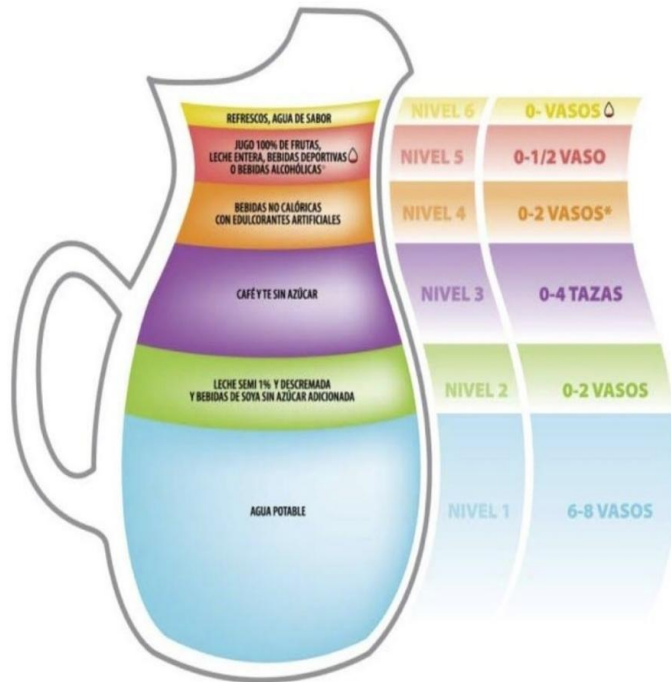 REFRESCOS, AGUA DE SABOR
NIVEL 6
0- VASOS
JUGO 100% DE FRUTAS,
LECHE ENTERA, BEBIDAS DEPORTIVAS
O BEBIDAS ALCOHÓLICAS°
NIVEL 5
0-1/2 VASO
BEBIDAS NO CALÓRICAS
CON EDULCORANTES ARTIFICIALES
NIVEL 4
0-2 VASOS*
CAFÉ Y TE SIN AZÚCAR
NIVEL 3
0-4 TAZAS
LECHE SEMI 1% Y DESCREMADA
Y BEBIDAS DE SOYA SIN AZÚCAR ADICIONADA
NIVEL 2
0-2 VASOS
AGUA POTABLE
NIVEL 1
6-8 VASOS